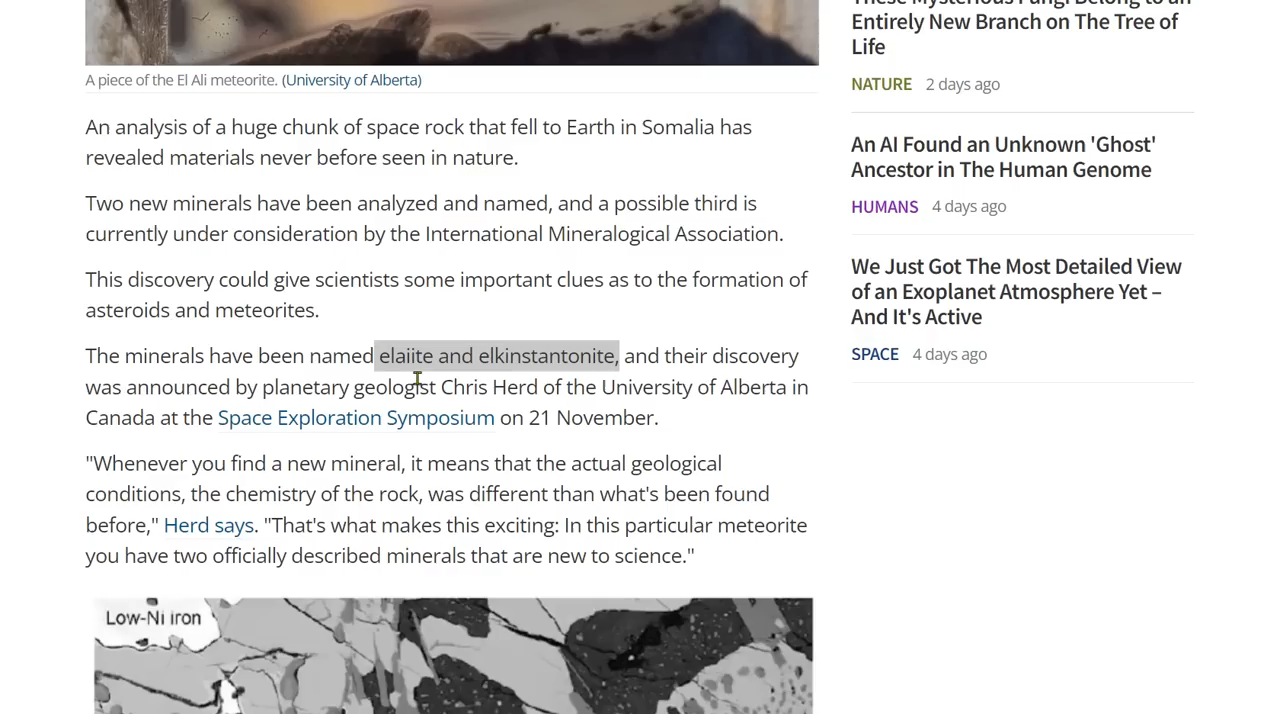 A piece of the El Ali meteorite. (University of Alberta)
An analysis of a huge chunk of space rock that fell to Earth in Somalia has
revealed materials never before seen in nature.
Two new minerals have been analyzed and named, and a possible third is
currently under consideration by the International Mineralogical Association.
This discovery could give scientists some important clues as to the formation of
asteroids and meteorites.
The minerals have been named elaiite and elkinstantonite, and their discovery
was announced by planetary geologist Chris Herd of the University of Alberta in
Canada at the Space Exploration Symposium on 21 November.
"Whenever you find a new mineral, it means that the actual geological
conditions, the chemistry of the rock, was different than what's been found
before," Herd says. "That's what makes this exciting: In this particular meteorite
you have two officially described minerals that are new to science."
Low-Ni iron
These Mysterious Fungi Belong to an
Entirely New Branch on The Tree of
Life
NATURE 2 days ago
An AI Found an Unknown 'Ghost'
Ancestor in The Human Genome
HUMANS 4 days ago
We Just Got The Most Detailed View
of an Exoplanet Atmosphere Yet –
And It's Active
SPACE 4 days ago